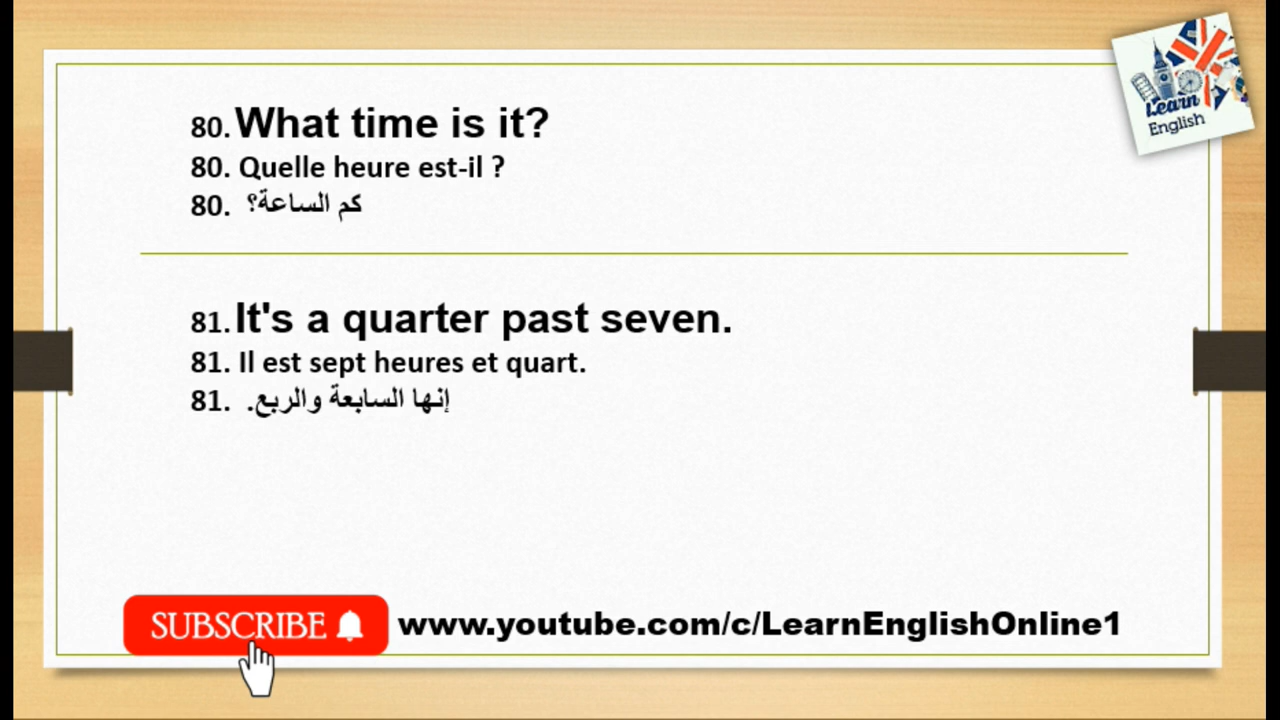 Learn
English
80. What time is it?
80. Quelle heure est-il ?
80. كم الساعة؟
81. It's a quarter past seven.
81. Il est sept heures et quart.
81. إنها السابعة والربع.
SUBSCRIBE
www.youtube.com/c/LearnEnglishOnline1